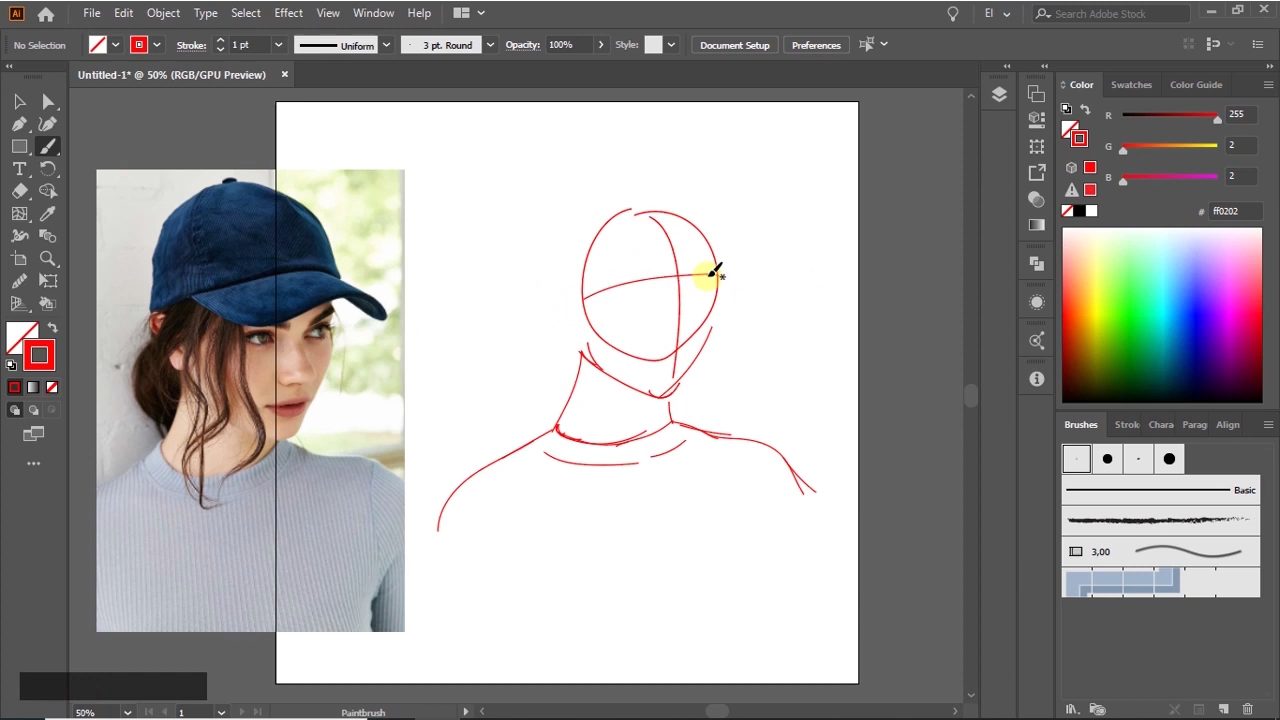 Ai File Edit Object Type Select Effect View Window Help El Search Adobe Stock
No Selection Stroke: 1 pt Uniform 3 pt. Round Opacity: 100% Style: Document Setup Preferences
Untitled-1* @ 50% (RGB/GPU Preview)
Color Swatches Color Guide
R 255
G 2
B 2
# ff0202
Brushes Strok Chara Parag Align
Basic
3,00
50% 1 Paintbrush